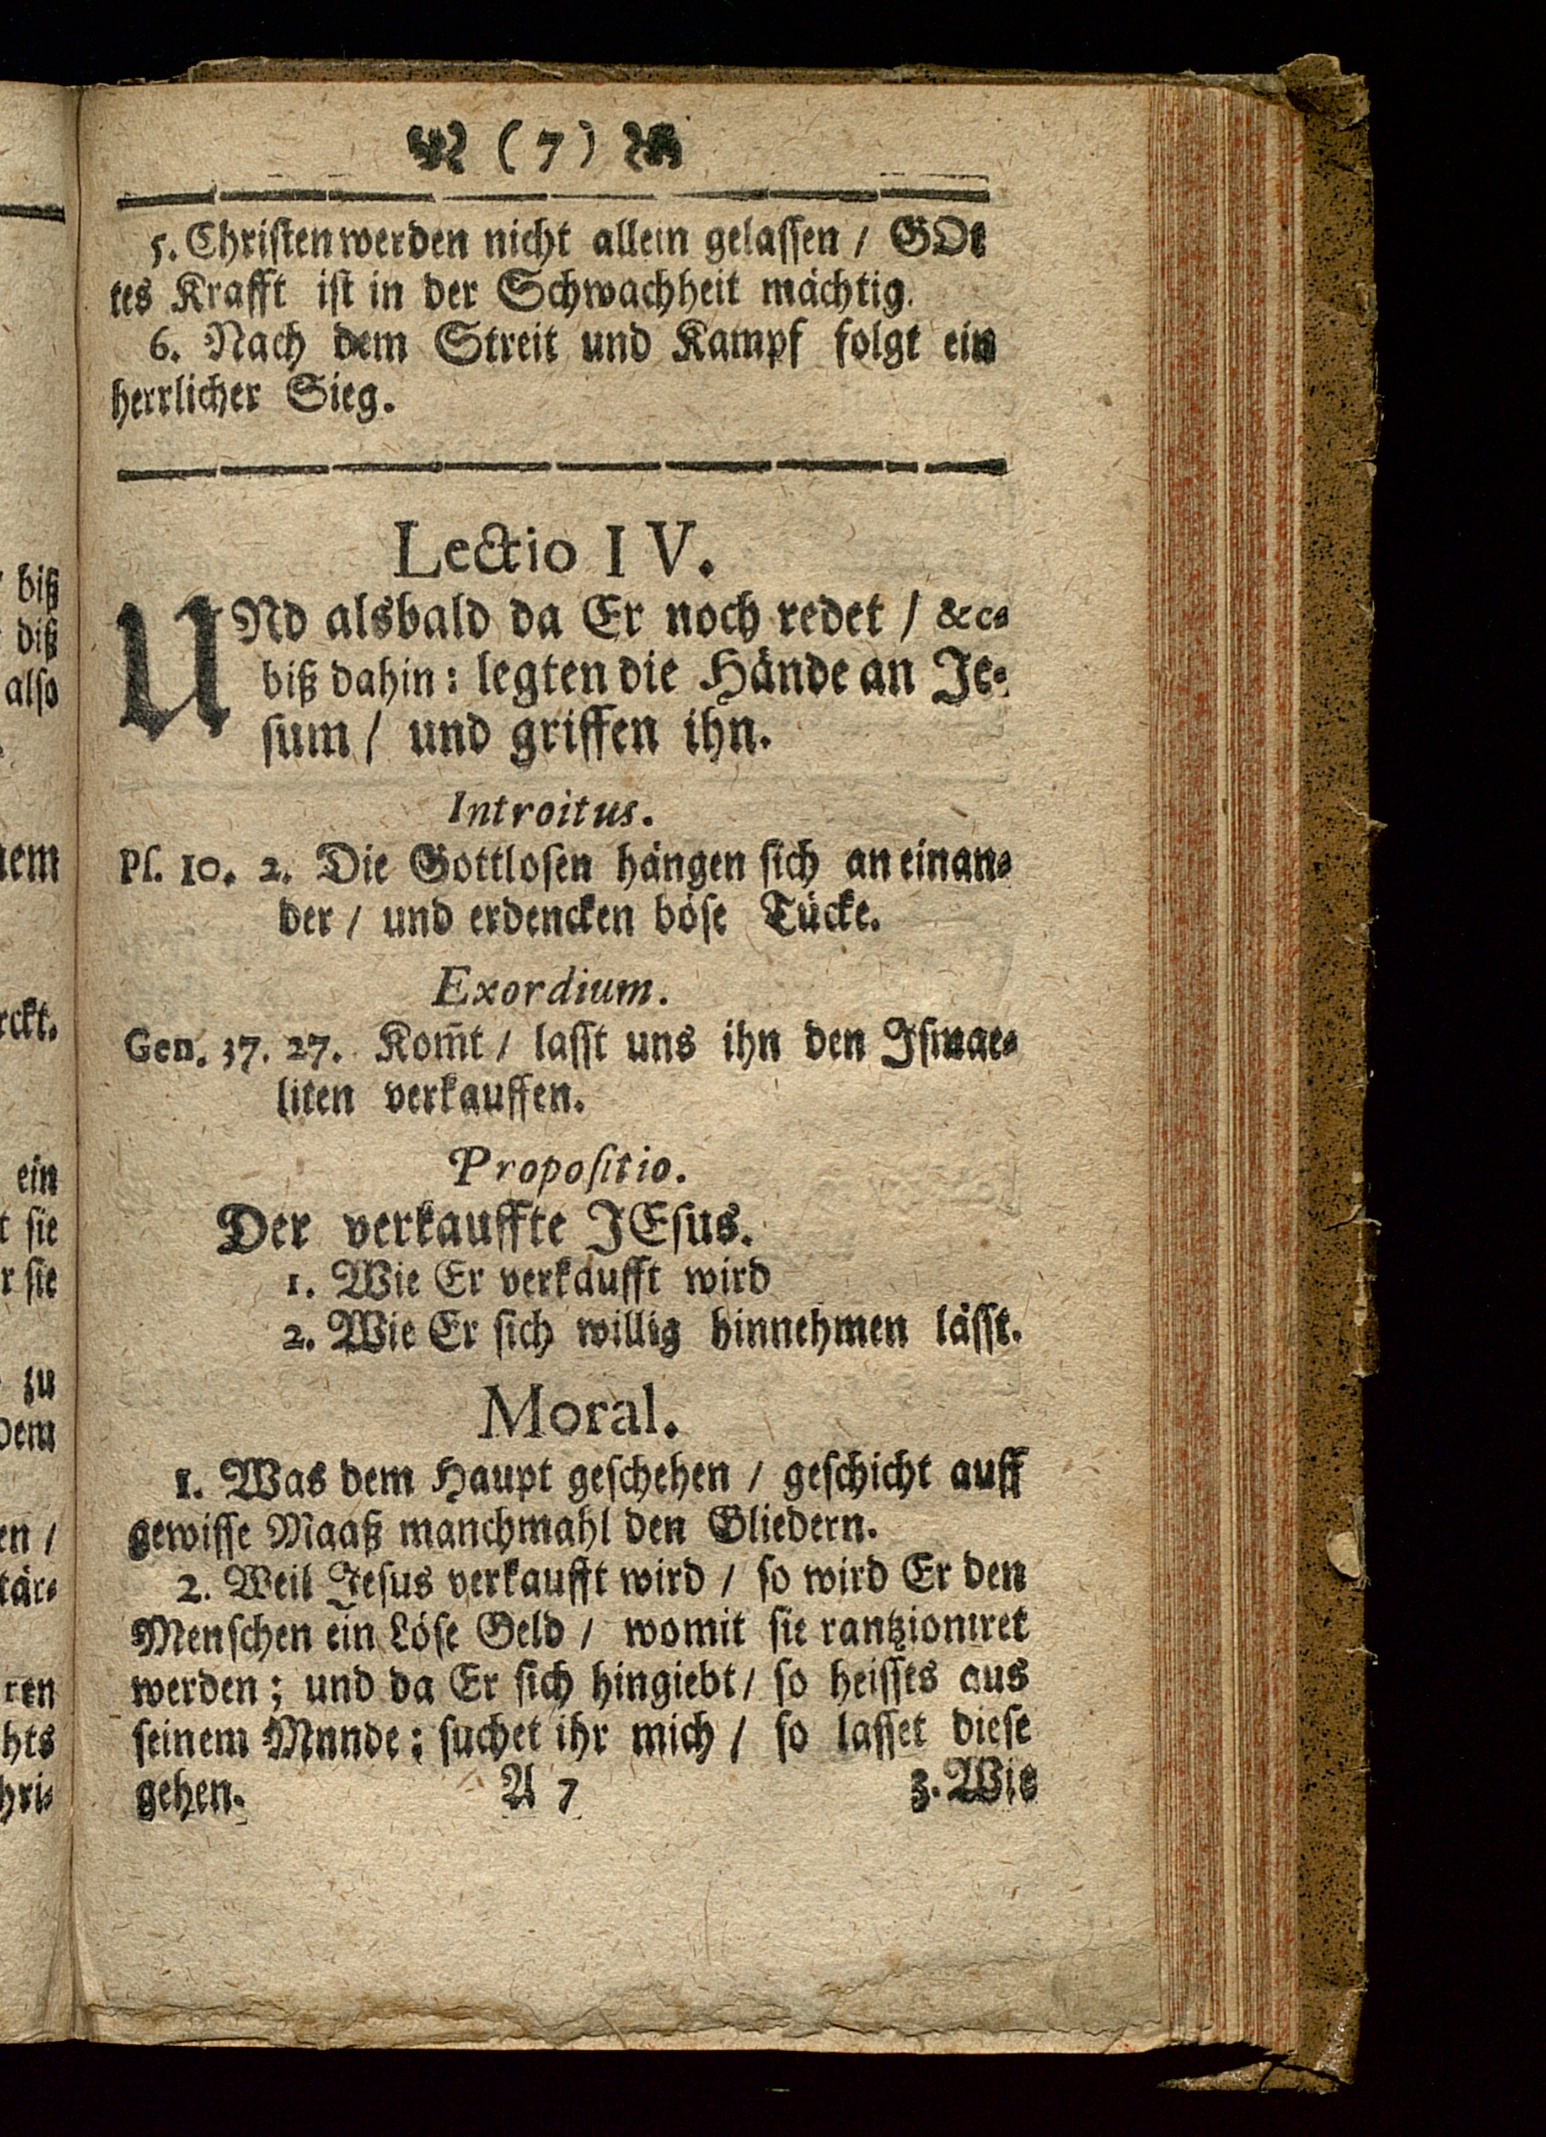 ( 7 )
5. Christen werden nicht allein gelassen / GOt
tes Krafft ist in der Schwachheit mächtig.
6. Nach dem Streit und Kampf folgt ein
herrlicher Sieg.
Lectio IV.
UNd alsbald da Er noch redet / &c.
biß dahin: legten die Hände an Je-
sum / und griffen ihn.
Introitus.
Ps. 10. 2. Die Gottlosen hängen sich an einan-
der / und erdencken böse Tücke.
Exordium.
Gen. 37. 27. Kom̃t / lasst uns ihn den Ismae-
liten verkauffen.
Propositio.
Der verkauffte JEsus.
1. Wie Er verkaufft wird
2. Wie Er sich willig hinnehmen lässt.
Moral.
1. Was dem Haupt geschehen / geschicht auff
gewisse Maaß manchmahl den Gliedern.
2. Weil Jesus verkaufft wird / so wird Er den
Menschen ein Löse Geld / womit sie rantzioniret
werden; und da Er sich hingiebt / so heissts aus
seinem Mnnde: suchet ihr mich / so lasset diese
gehen. A 7 3. Wie